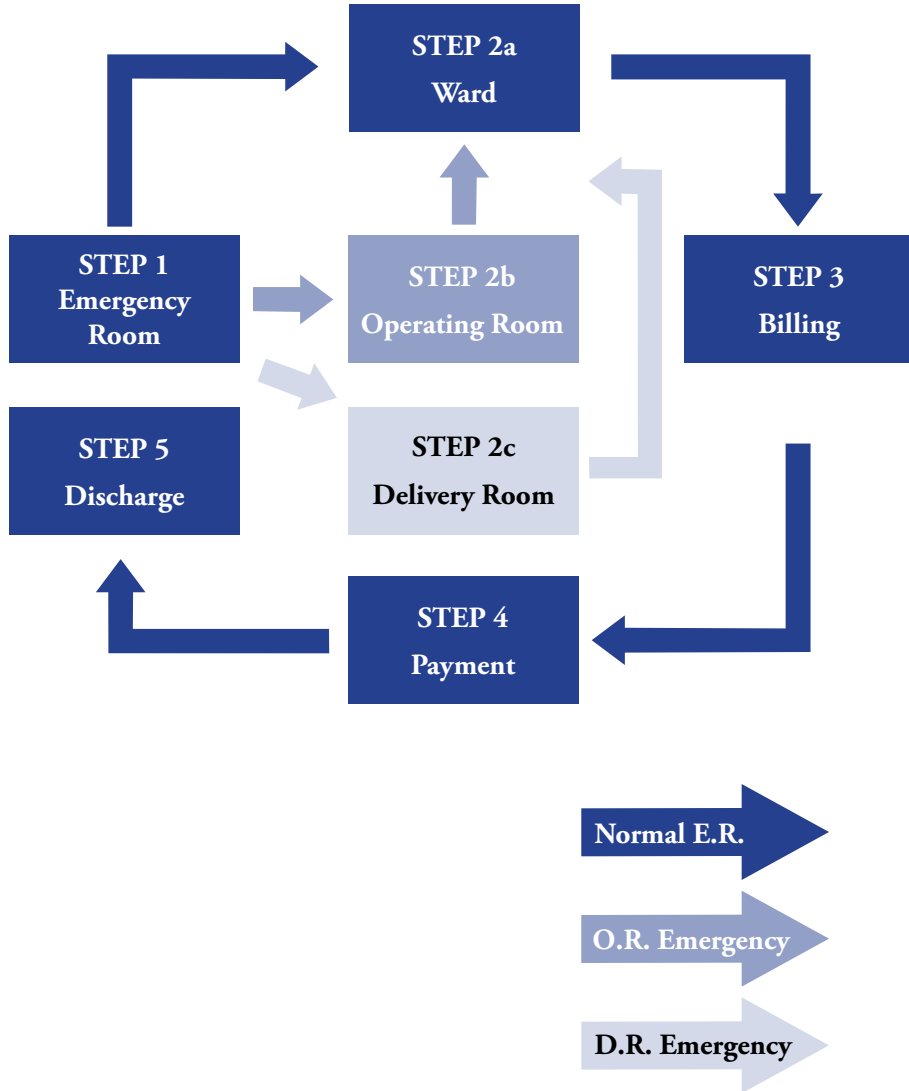 STEP 2a
Ward
STEP 1
Emergency
Room
STEP 2b
Operating Room
STEP 3
Billing
STEP 5
Discharge
STEP 2c
Delivery Room
STEP 4
Payment
Normal E.R.
O.R. Emergency
D.R. Emergency